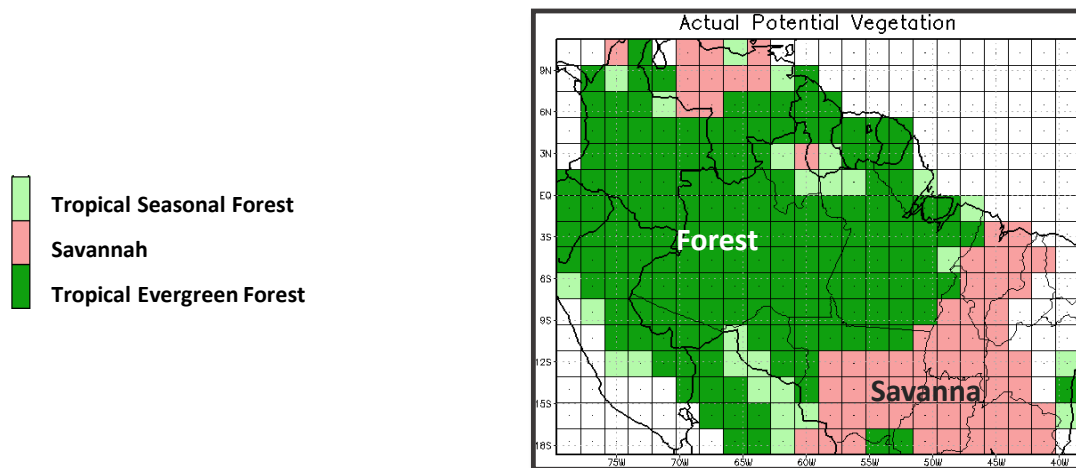 Actual Potential Vegetation
Tropical Seasonal Forest
Savannah
Tropical Evergreen Forest
9N
6N
3N
EQ
3S
6S
9S
12S
15S
18S
Forest
Savanna
75W 70W 65W 60W 55W 50W 45W 40W